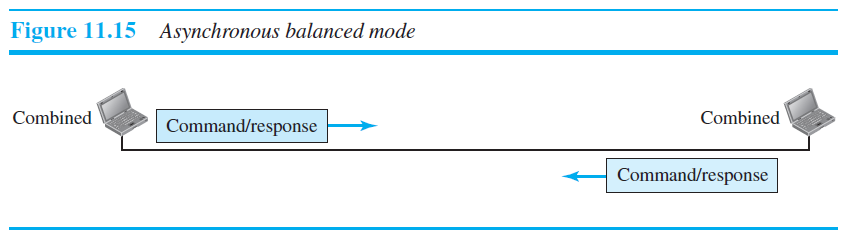 Figure 11.15 Asynchronous balanced mode
Combined
Command/response
Combined
Command/response